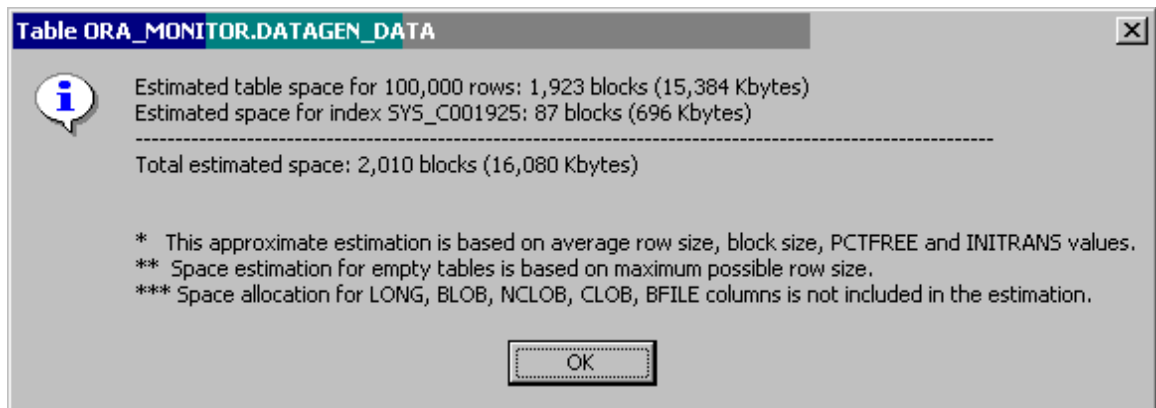 Table ORA_MONITOR.DATAGEN_DATA
Estimated table space for 100,000 rows: 1,923 blocks (15,384 Kbytes)
Estimated space for index SYS_C001925: 87 blocks (696 Kbytes)
--------------------------------------------------------------------------------------------------------------
Total estimated space: 2,010 blocks (16,080 Kbytes)
* This approximate estimation is based on average row size, block size, PCTFREE and INITRANS values.
** Space estimation for empty tables is based on maximum possible row size.
*** Space allocation for LONG, BLOB, NCLOB, CLOB, BFILE columns is not included in the estimation.
OK